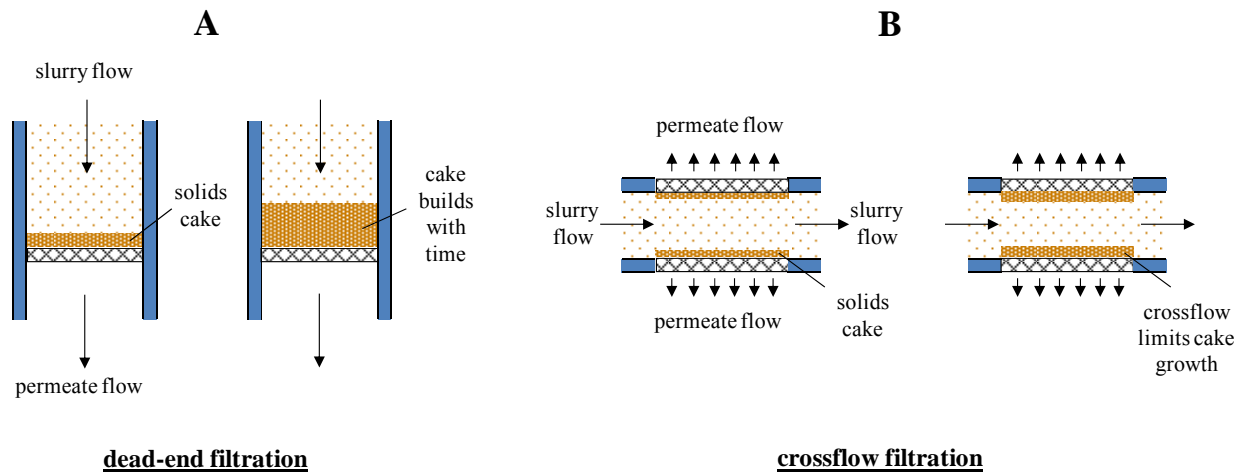 A
slurry flow
solids
cake
cake
builds
with
time
permeate flow
dead-end filtration
B
permeate flow
slurry
flow
slurry
flow
permeate flow
solids
cake
crossflow
limits cake
growth
crossflow filtration